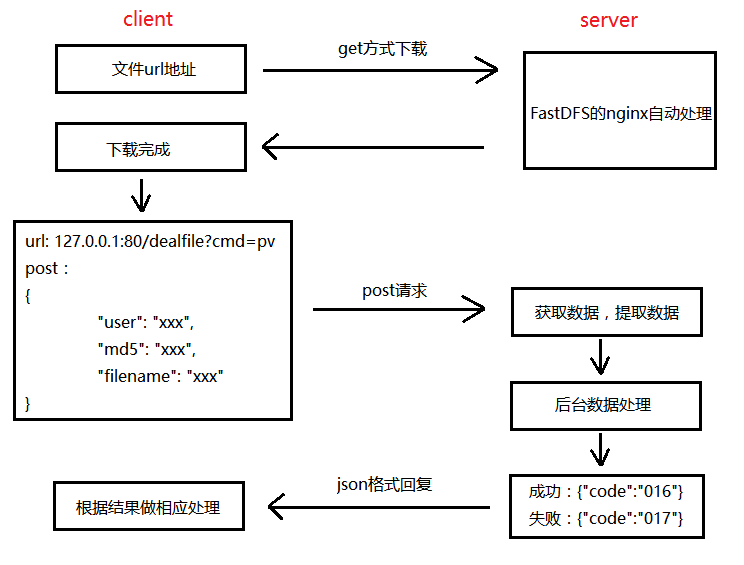 client
server
文件url地址
get方式下载
FastDFS的nginx自动处理
下载完成
url: 127.0.0.1:80/dealfile?cmd=pv
post：
{
"user": "xxx",
"md5": "xxx",
"filename": "xxx"
}
post请求
获取数据，提取数据
后台数据处理
成功：{"code":"016"}
失败：{"code":"017"}
json格式回复
根据结果做相应处理